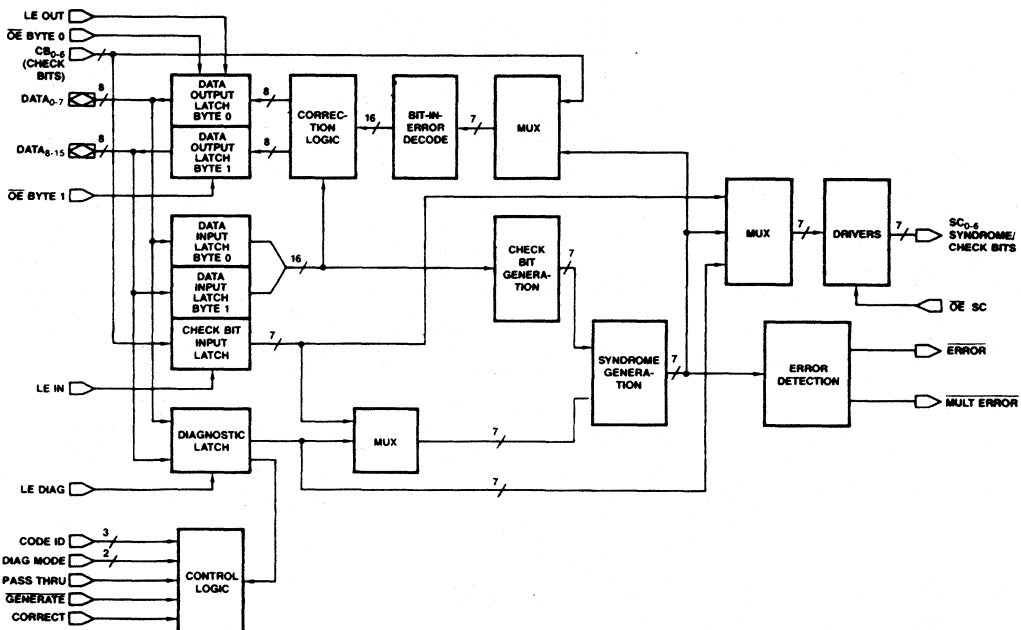 LE OUT
OE BYTE 0
CB0-6
(CHECK
BITS)
DATA0-7
8
DATA8-15
8
OE BYTE 1
DATA
OUTPUT
LATCH
BYTE 0
DATA
OUTPUT
LATCH
BYTE 1
8
8
CORREC-
TION
LOGIC
16
BIT-IN-
ERROR
DECODE
7
MUX
DATA
INPUT
LATCH
BYTE 0
DATA
INPUT
LATCH
BYTE 1
CHECK BIT
INPUT
LATCH
16
7
CHECK
BIT
GENERA-
TION
7
MUX
7
DRIVERS
7
SC0-6
SYNDROME/
CHECK BITS
OE SC
SYNDROME
GENERA-
TION
7
ERROR
DETECTION
ERROR
MULT ERROR
LE IN
DIAGNOSTIC
LATCH
MUX
7
7
LE DIAG
CODE ID
3
DIAG MODE
2
PASS THRU
GENERATE
CORRECT
CONTROL
LOGIC